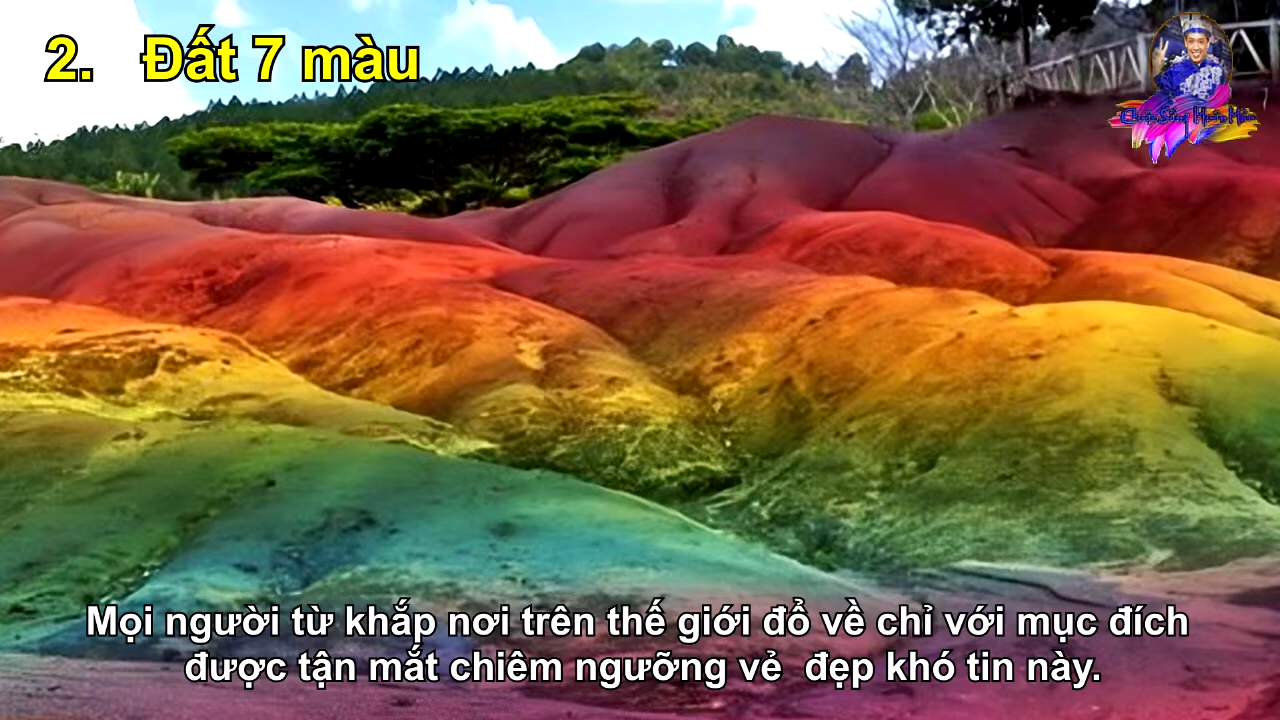 2. Đất 7 màu
Mọi người từ khắp nơi trên thế giới đổ về chỉ với mục đích
được tận mắt chiêm ngưỡng vẻ đẹp khó tin này.